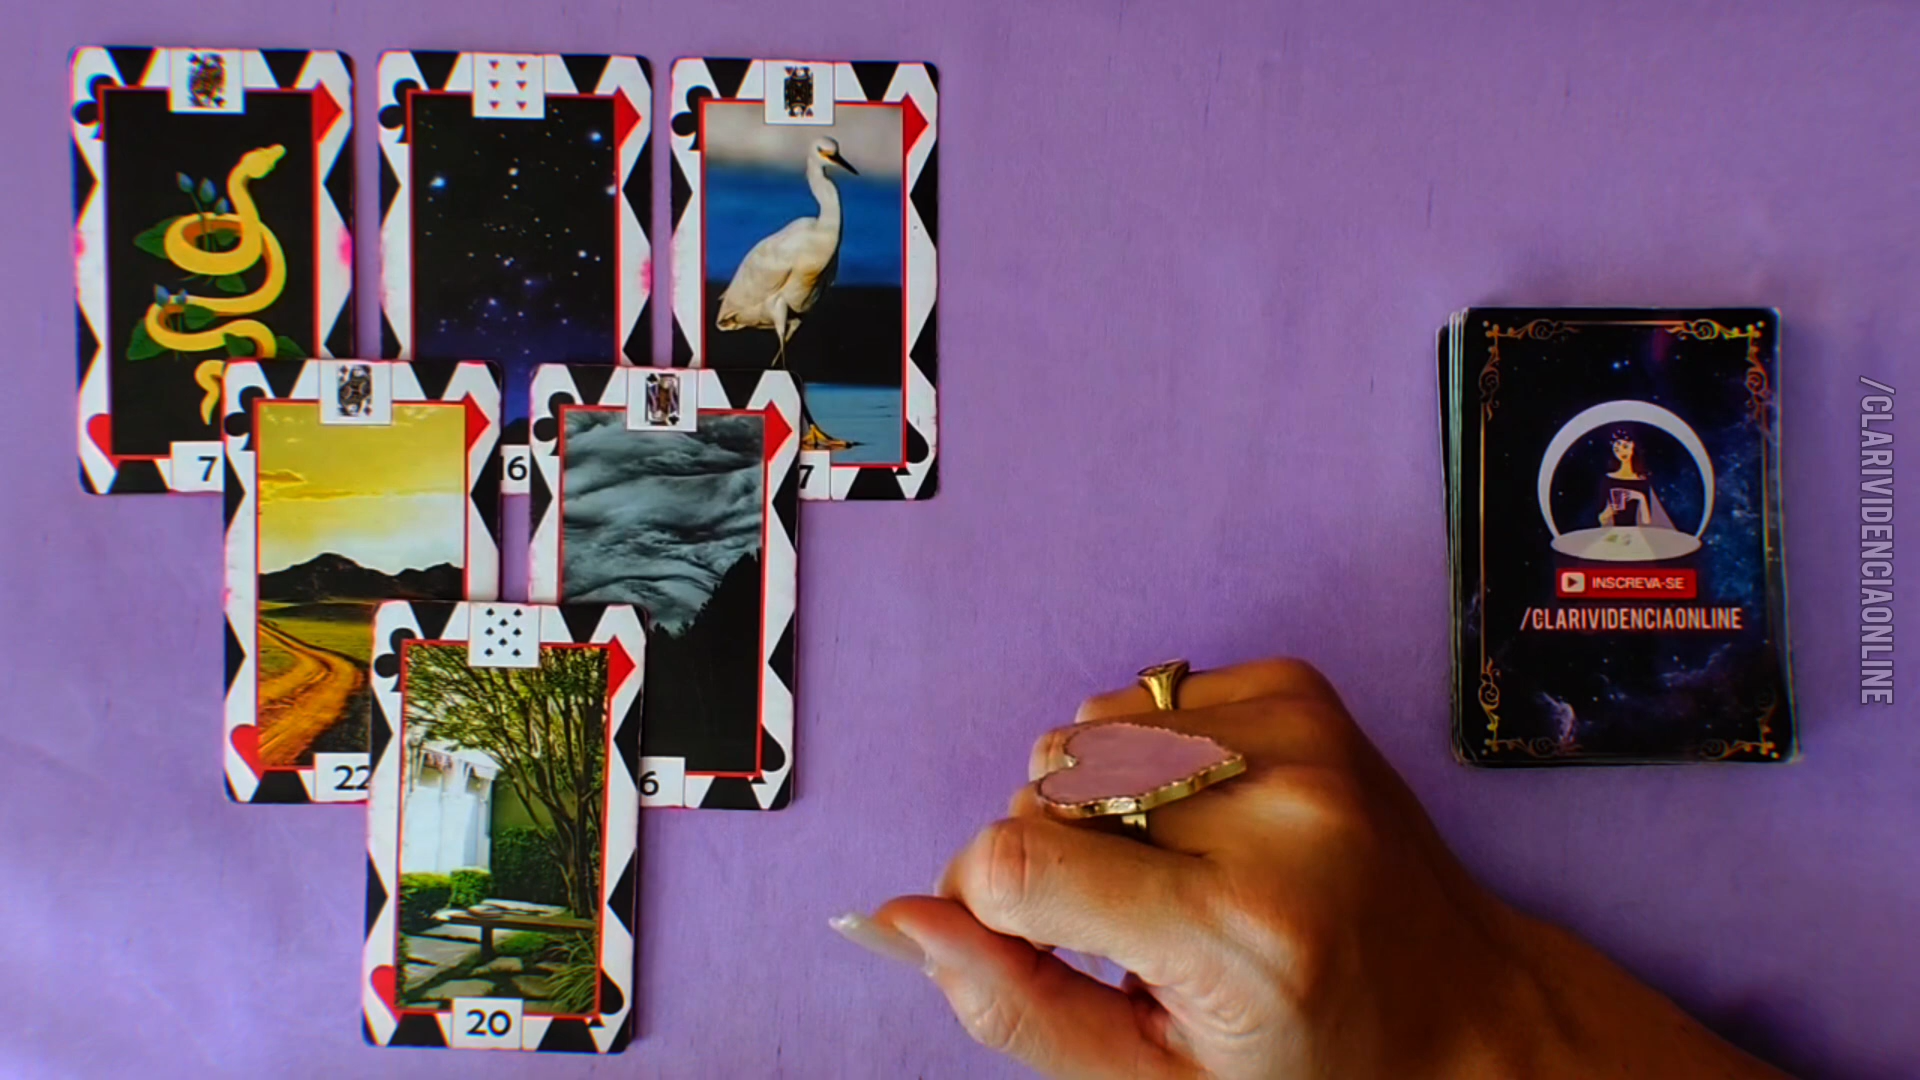 7
16
7
22
6
20
INSCREVA-SE
/CLARIVIDENCIAONLINE
/CLARIVIDENCIAONLINE